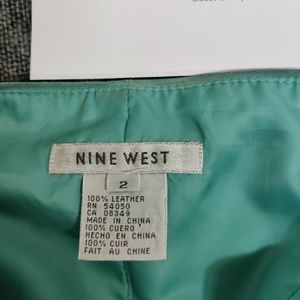 NINE WEST
2
100% LEATHER
RN 54050
CA 08349
MADE IN CHINA
100% CUERO
HECHO EN CHINA
100% CUIR
FAIT AU CHINE